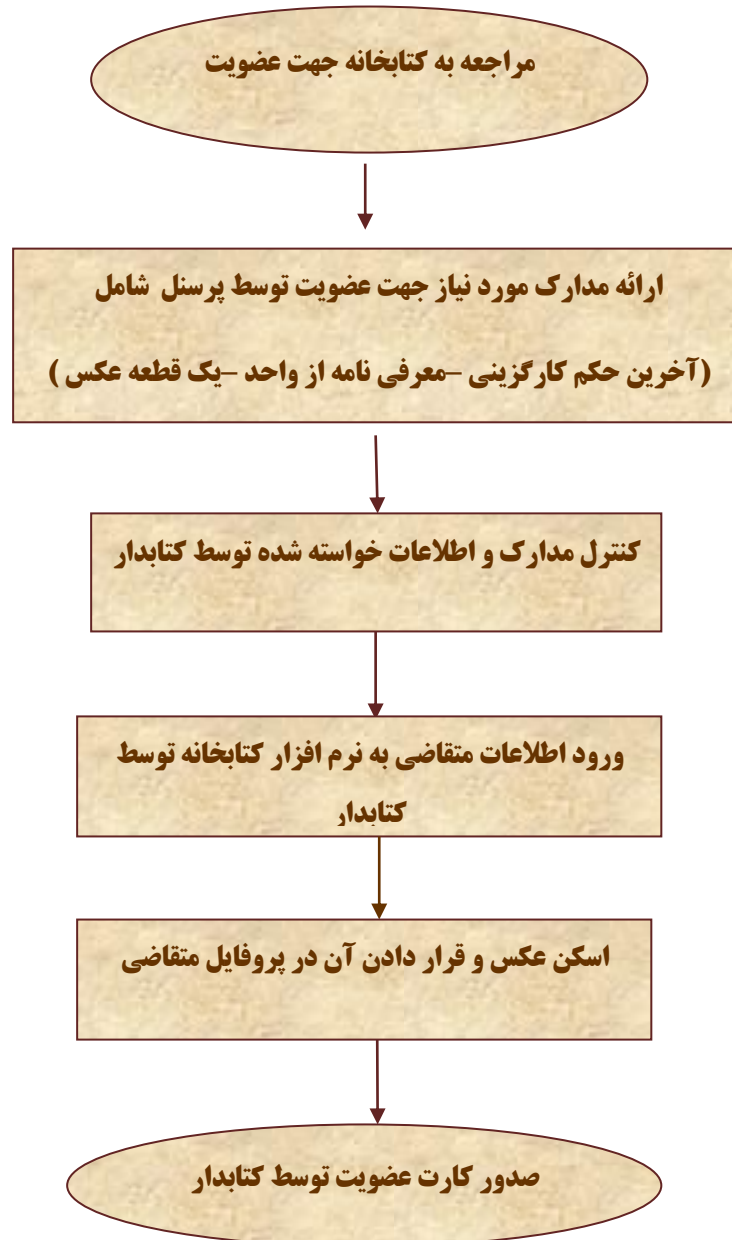 مراجعه به کتابخانه جهت عضویت
ارائه مدارک مورد نیاز جهت عضویت توسط پرسنل شامل
(آخرین حکم کارگزینی –معرفی نامه از واحد –یک قطعه عکس )
کنترل مدارک و اطلاعات خواسته شده توسط کتابدار
ورود اطلاعات متقاضی به نرم افزار کتابخانه توسط
کتابدار
اسکن عکس و قرار دادن آن در پروفایل متقاضی
صدور کارت عضویت توسط کتابدار